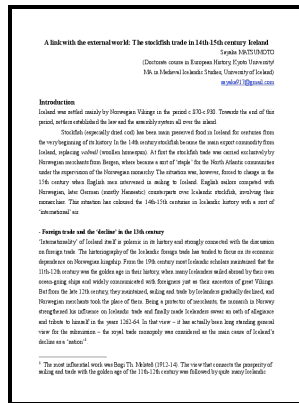 A link with the external world: The stockfish trade in 14th-15th century Iceland
Sayaka MATSUMOTO
(Doctorate course in European History, Kyoto University/
MA in Medieval Icelandic Studies, University of Iceland)
sayaka917@gmail.com
Introduction
Iceland was settled mainly by Norwegian Vikings in the period c.870-c.930. Towards the end of this
period, settlers established the law and the assembly system all over the island.
Stockfish (especially dried cod) has been main preserved food in Iceland for centuries from
the very beginning of its history. In the 14th century stockfish became the main export commodity from
Iceland, replacing vaðmál (woollen homespun). At first the stockfish trade was carried exclusively by
Norwegian merchants from Bergen, where became a sort of 'staple' for the North Atlantic communities
under the supervision of the Norwegian monarchy. The situation was, however, forced to change in the
15th century when English men intervened in sailing to Iceland. English sailors competed with
Norwegian, later German (mostly Hanseatic) counterparts over Icelandic stockfish, involving their
monarchies. This situation has coloured the 14th-15th centuries in Icelandic history with a sort of
'international' air.
- Foreign trade and the 'decline' in the 13th century
'Internationality' of Iceland itself is polemic in its history and strongly connected with the discussion
on foreign trade. The historiography of the Icelandic foreign trade has tended to focus on its economic
dependence on Norwegian kingdom. From the 19th century most Icelandic scholars maintained that the
11th-12th century was the golden age in their history, when many Icelanders sailed abroad by their own
ocean-going ships and widely communicated with foreigners just as their ancestors of great Vikings.
But from the late 12th century, they maintained, sailing and trade by Icelanders gradually declined, and
Norwegian merchants took the place of them. Being a protector of merchants, the monarch in Norway
strengthened his influence on Icelandic trade and finally made Icelanders swear an oath of allegiance
and tribute to himself in the years 1262-64. In that view – it has actually been long standing general
view for the submission – the royal trade monopoly was considered as the main cause of Iceland's
decline as a 'nation'¹.
¹ The most influential work was Bogi Th. Melsteð (1912-14). The view that connects the prosperity of
sailing and trade with the golden age of the 11th-12th century was followed by quite many Icelandic